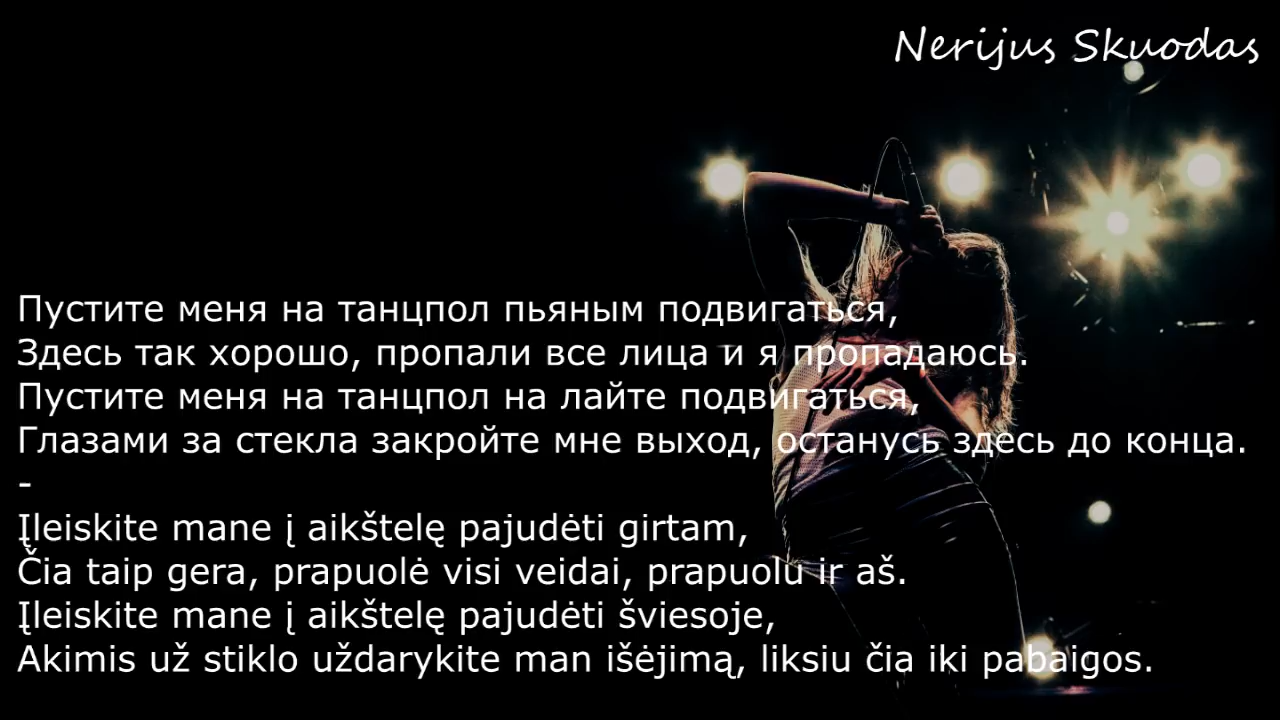 Nerijus Skuodas
Пустите меня на танцпол пьяным подвигаться,
Здесь так хорошо, пропали все лица и я пропадаюсь.
Пустите меня на танцпол на лайте подвигаться,
Глазами за стекла закройте мне выход, останусь здесь до конца.
-
Įleiskite mane į aikštelę pajudėti girtam,
Čia taip gera, prapuolė visi veidai, prapuolu ir aš.
Įleiskite mane į aikštelę pajudėti šviesoje,
Akimis už stiklo uždarykite man išėjimą, liksiu čia iki pabaigos.